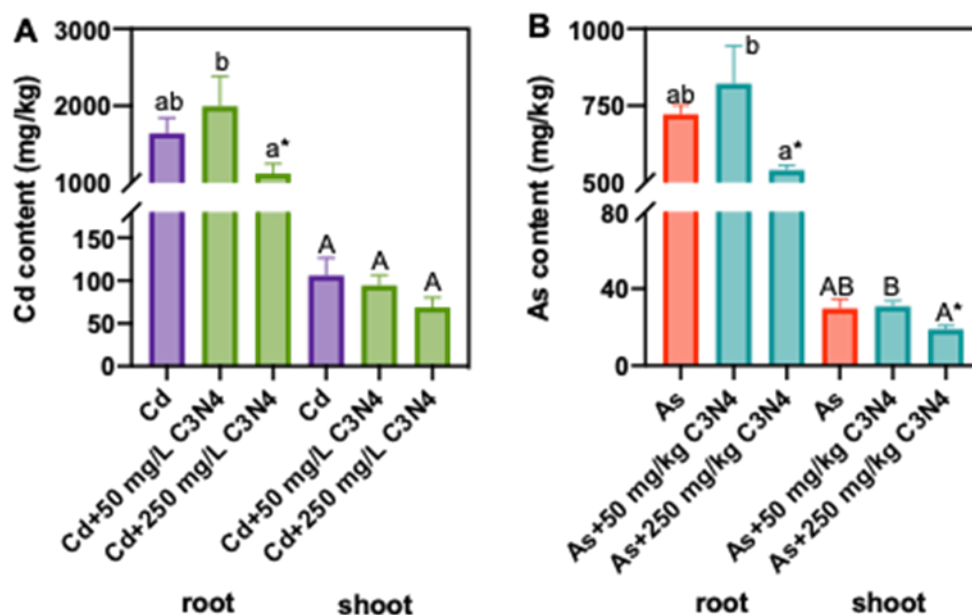 A
Cd content (mg/kg)
3000
2000
1000
150
100
50
0
ab
b
a*
A
A
A
Cd
Cd+50 mg/L C3N4
Cd+250 mg/L C3N4
Cd
Cd+50 mg/L C3N4
Cd+250 mg/L C3N4
root
shoot
B
As content (mg/kg)
1000
750
500
80
40
0
ab
b
a*
AB
B
A*
As
As+50 mg/kg C3N4
As+250 mg/kg C3N4
As
As+50 mg/kg C3N4
As+250 mg/kg C3N4
root
shoot